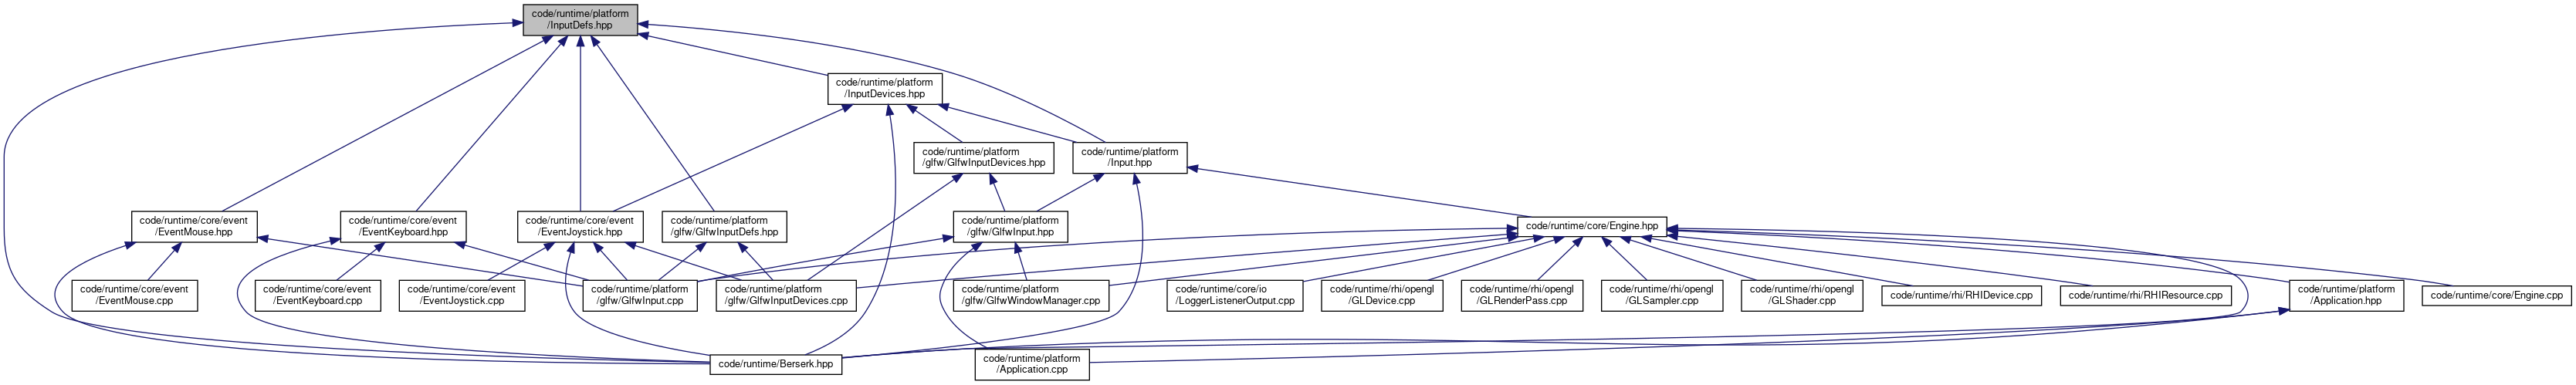 code/runtime/platform
/InputDefs.hpp
code/runtime/platform
/InputDevices.hpp
code/runtime/platform
/glfw/GlfwInputDevices.hpp
code/runtime/platform
/Input.hpp
code/runtime/core/event
/EventMouse.hpp
code/runtime/core/event
/EventKeyboard.hpp
code/runtime/core/event
/EventJoystick.hpp
code/runtime/platform
/glfw/GlfwInputDefs.hpp
code/runtime/platform
/glfw/GlfwInput.hpp
code/runtime/core/Engine.hpp
code/runtime/core/event
/EventMouse.cpp
code/runtime/core/event
/EventKeyboard.cpp
code/runtime/core/event
/EventJoystick.cpp
code/runtime/platform
/glfw/GlfwInput.cpp
code/runtime/platform
/glfw/GlfwInputDevices.cpp
code/runtime/platform
/glfw/GlfwWindowManager.cpp
code/runtime/core/io
/LoggerListenerOutput.cpp
code/runtime/rhi/opengl
/GLDevice.cpp
code/runtime/rhi/opengl
/GLRenderPass.cpp
code/runtime/rhi/opengl
/GLSampler.cpp
code/runtime/rhi/opengl
/GLShader.cpp
code/runtime/rhi/RHIDevice.cpp
code/runtime/rhi/RHIResource.cpp
code/runtime/platform
/Application.hpp
code/runtime/core/Engine.cpp
code/runtime/Berserk.hpp
code/runtime/platform
/Application.cpp